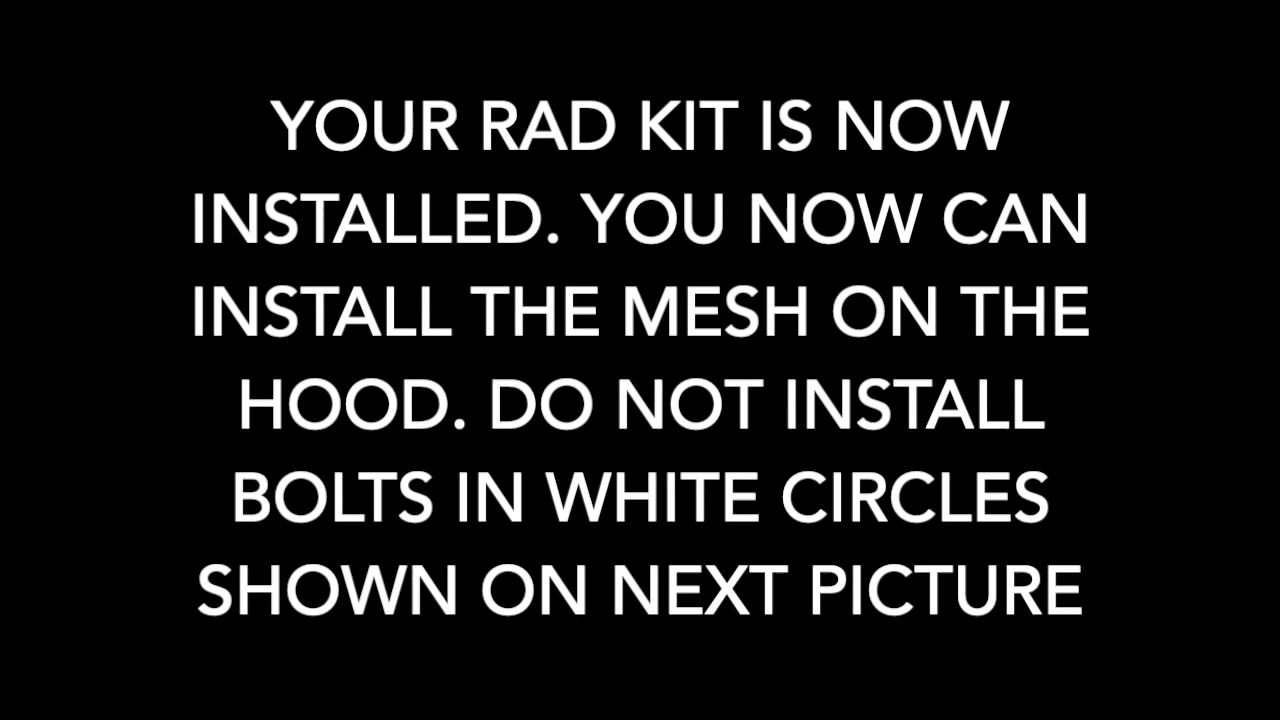 YOUR RAD KIT IS NOW
INSTALLED. YOU NOW CAN
INSTALL THE MESH ON THE
HOOD. DO NOT INSTALL
BOLTS IN WHITE CIRCLES
SHOWN ON NEXT PICTURE